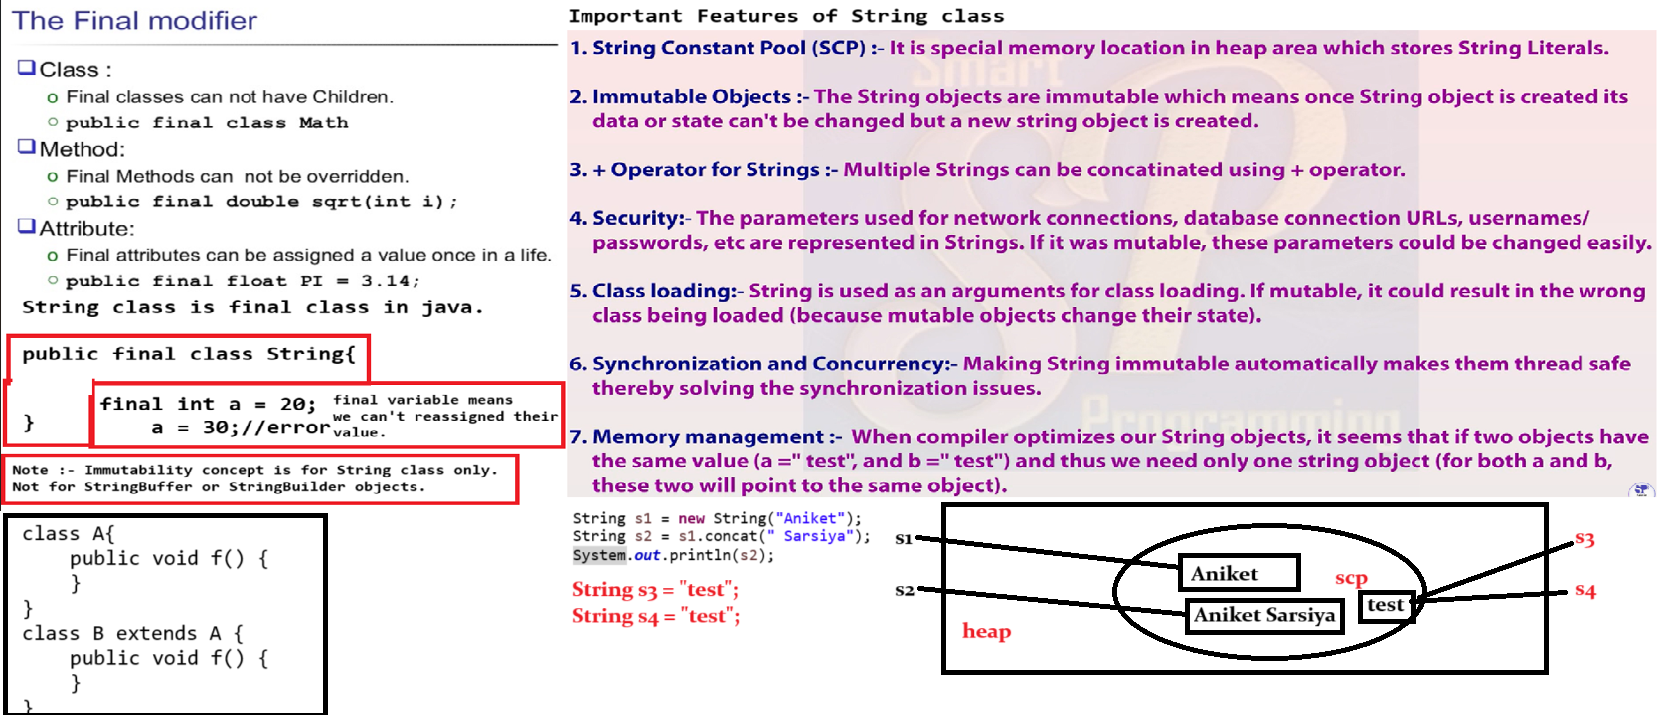 The Final modifier
Class :
o Final classes can not have Children.
o public final class Math
Method:
o Final Methods can not be overridden.
o public final double sqrt(int i);
Attribute:
o Final attributes can be assigned a value once in a life.
o public final float PI = 3.14;
String class is final class in java.
public final class String{
final int a = 20;
a = 30;//error
final variable means
we can't reassigned their
value.
}
Note :- Immutability concept is for String class only.
Not for StringBuffer or StringBuilder objects.
class A{
public void f() {
}
}
class B extends A {
public void f() {
}
}
Important Features of String class
1. String Constant Pool (SCP) :- It is special memory location in heap area which stores String Literals.
2. Immutable Objects :- The String objects are immutable which means once String object is created its
data or state can't be changed but a new string object is created.
3. + Operator for Strings :- Multiple Strings can be concatinated using + operator.
4. Security:- The parameters used for network connections, database connection URLs, usernames/
passwords, etc are represented in Strings. If it was mutable, these parameters could be changed easily.
5. Class loading:- String is used as an arguments for class loading. If mutable, it could result in the wrong
class being loaded (because mutable objects change their state).
6. Synchronization and Concurrency:- Making String immutable automatically makes them thread safe
thereby solving the synchronization issues.
7. Memory management :- When compiler optimizes our String objects, it seems that if two objects have
the same value (a =" test", and b =" test") and thus we need only one string object (for both a and b,
these two will point to the same object).
Smart
SP
Programming
String s1 = new String("Aniket");
String s2 = s1.concat(" Sarsiya");
System.out.println(s2);
String s3 = "test";
String s4 = "test";
s1
s2
Aniket
Aniket Sarsiya
scp
test
heap
s3
s4